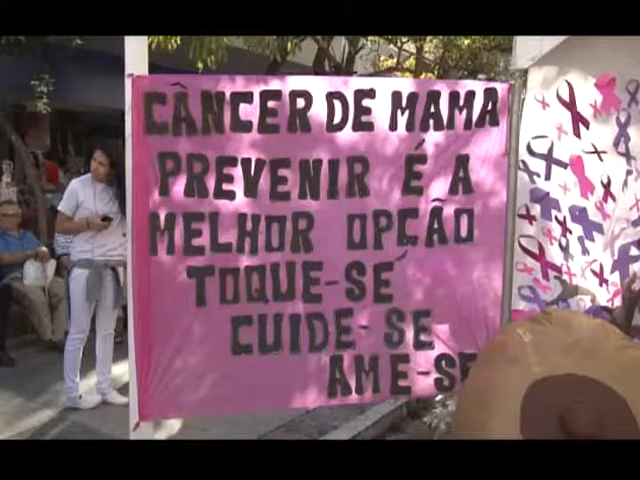 CÂNCER DE MAMA
PREVENIR É A
MELHOR OPÇÃO
TOQUE-SE
CUIDE-SE
AME-SE